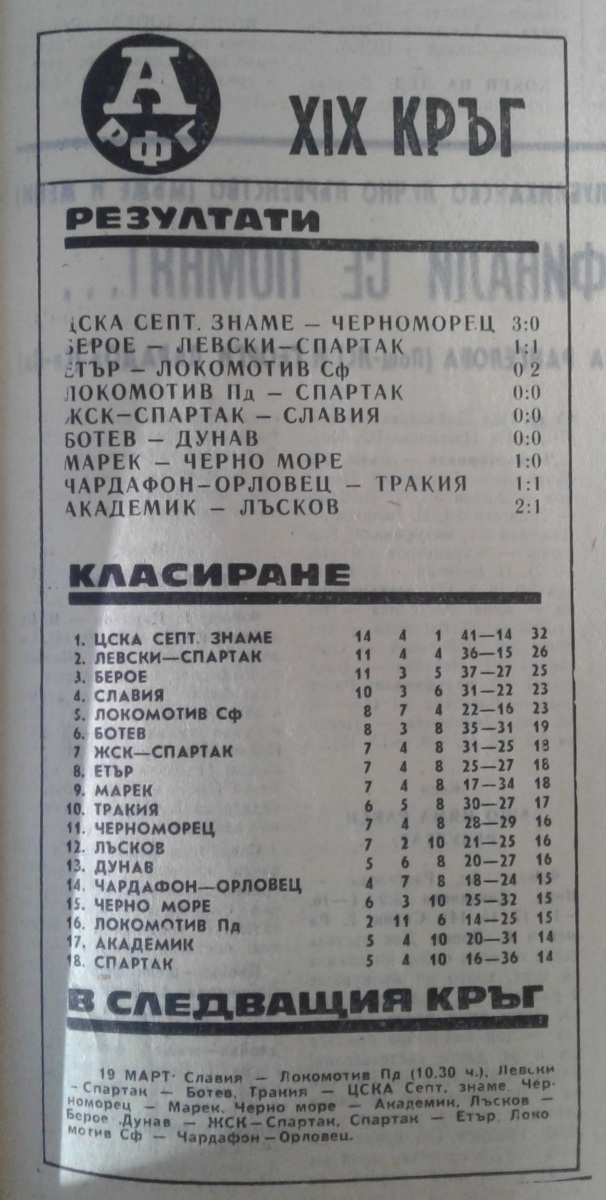 А
РФГ
XIX КРЪГ
РЕЗУЛТАТИ
ЦСКА СЕПТ. ЗНАМЕ — ЧЕРНОМОРЕЦ 3:0
БЕРОЕ — ЛЕВСКИ-СПАРТАК 1:1
ЕТЪР — ЛОКОМОТИВ Сф 0 2
ЛОКОМОТИВ Пд — СПАРТАК 0:0
ЖСК-СПАРТАК — СЛАВИЯ 0:0
БОТЕВ — ДУНАВ 0:0
МАРЕК — ЧЕРНО МОРЕ 1:0
ЧАРДАФОН-ОРЛОВЕЦ — ТРАКИЯ 1:1
АКАДЕМИК — ЛЪСКОВ 2:1
КЛАСИРАНЕ
1. ЦСКА СЕПТ. ЗНАМЕ 14 4 1 41—14 32
2. ЛЕВСКИ—СПАРТАК 11 4 4 36—15 26
3. БЕРОЕ 11 3 5 37—27 25
4. СЛАВИЯ 10 3 6 31—22 23
5. ЛОКОМОТИВ Сф 8 7 4 22—16 23
6. БОТЕВ 8 3 8 35—31 19
7 ЖСК—СПАРТАК 7 4 8 31—25 18
8. ЕТЪР 7 4 8 25—27 18
9. МАРЕК 7 4 8 17—34 18
10. ТРАКИЯ 6 5 8 30—27 17
11. ЧЕРНОМОРЕЦ 7 4 8 28—29 16
12. ЛЪСКОВ 7 2 10 21—25 16
13. ДУНАВ 5 6 8 20—27 16
14. ЧАРДАФОН—ОРЛОВЕЦ 4 7 8 18—24 15
15. ЧЕРНО МОРЕ 6 3 10 25—32 15
16. ЛОКОМОТИВ Пд 2 11 6 14—25 15
17. АКАДЕМИК 5 4 10 20—31 14
18. СПАРТАК 5 4 10 16—36 14
В СЛЕДВАЩИЯ КРЪГ
19 МАРТ· Славия — Локомотив Пд (10.30 ч.), Левски
-Спартак — Ботев, Тракия — ЦСКА Септ. знаме, Чер-
номорец — Марек, Черно море — Академик, Лъсков —
Берое, Дунав — ЖСК—Спартак, Спартак — Етър, Локо
мотив Сф — Чардафон-Орловец.